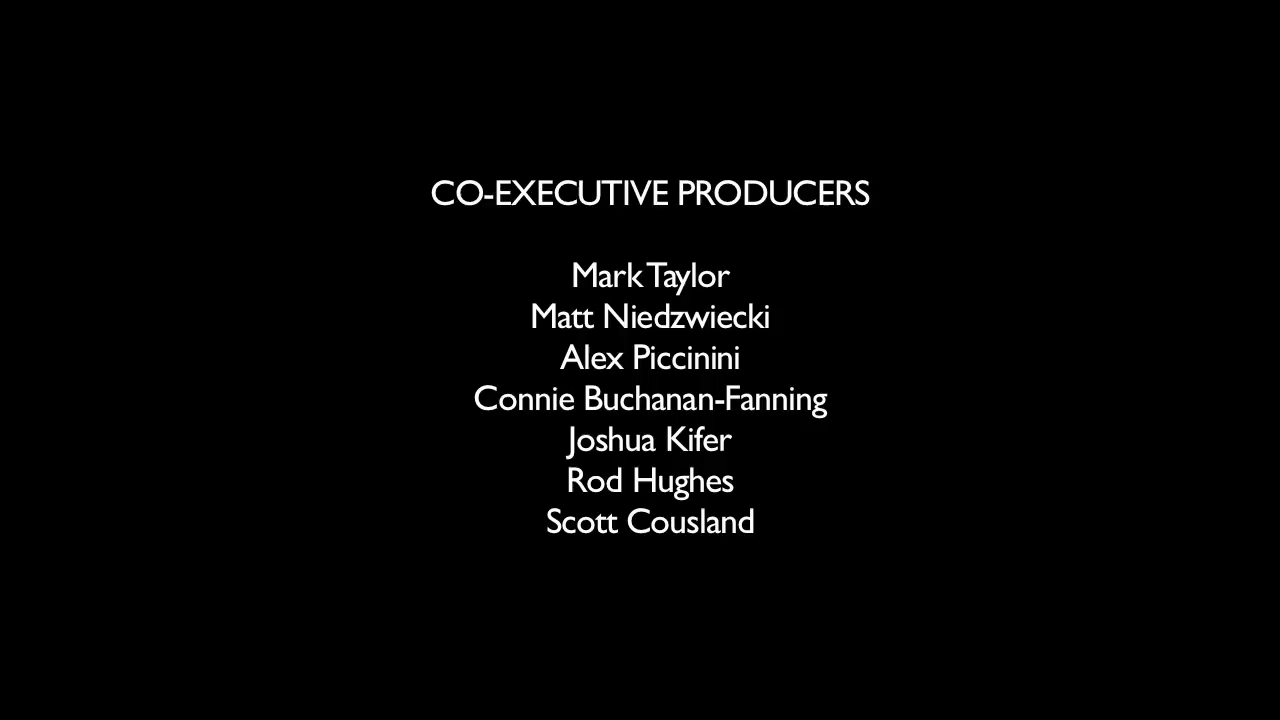 CO-EXECUTIVE PRODUCERS
Mark Taylor
Matt Niedzwiecki
Alex Piccinini
Connie Buchanan-Fanning
Joshua Kifer
Rod Hughes
Scott Cousland